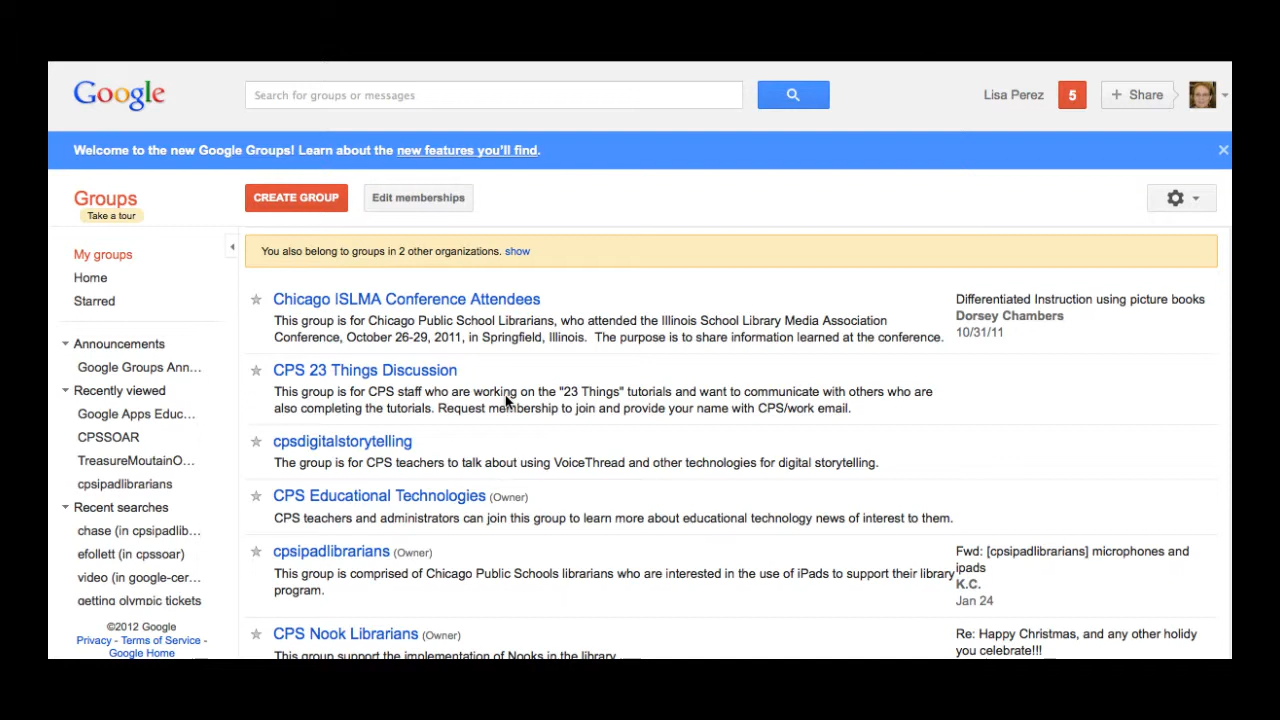 Google
Search for groups or messages
Lisa Perez
5
+ Share
Welcome to the new Google Groups! Learn about the new features you'll find.
Groups
Take a tour
CREATE GROUP
Edit memberships
My groups
Home
Starred
Announcements
Google Groups Ann...
Recently viewed
Google Apps Educ...
CPSSOAR
TreasureMoutainO...
cpsipadlibrarians
Recent searches
chase (in cpsipadlib...
efollett (in cpssoar)
video (in google-cer...
getting olympic tickets
©2012 Google
Privacy - Terms of Service -
Google Home
You also belong to groups in 2 other organizations. show
Chicago ISLMA Conference Attendees
This group is for Chicago Public School Librarians, who attended the Illinois School Library Media Association
Conference, October 26-29, 2011, in Springfield, Illinois. The purpose is to share information learned at the conference.
Differentiated Instruction using picture books
Dorsey Chambers
10/31/11
CPS 23 Things Discussion
This group is for CPS staff who are working on the "23 Things" tutorials and want to communicate with others who are
also completing the tutorials. Request membership to join and provide your name with CPS/work email.
cpsdigitalstorytelling
The group is for CPS teachers to talk about using VoiceThread and other technologies for digital storytelling.
CPS Educational Technologies (Owner)
CPS teachers and administrators can join this group to learn more about educational technology news of interest to them.
cpsipadlibrarians (Owner)
This group is comprised of Chicago Public Schools librarians who are interested in the use of iPads to support their library
program.
Fwd: [cpsipadlibrarians] microphones and
ipads
K.C.
Jan 24
CPS Nook Librarians (Owner)
This group support the implementation of Nooks in the library
Re: Happy Christmas, and any other holidy
you celebrate!!!